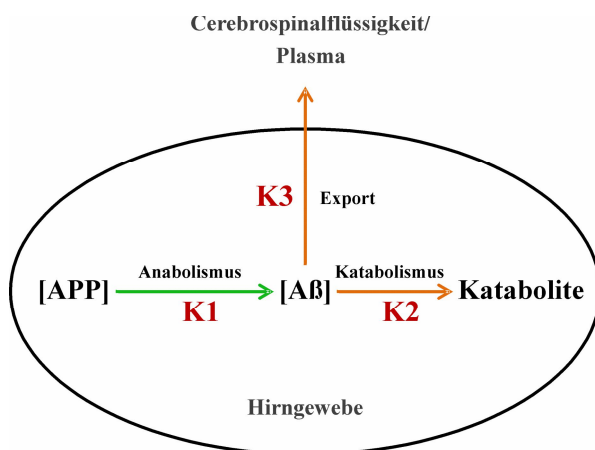 Cerebrospinalflüssigkeit/
Plasma
K3
Export
Anabolismus
Katabolismus
[APP]
[Aß]
Katabolite
K1
K2
Hirngewebe